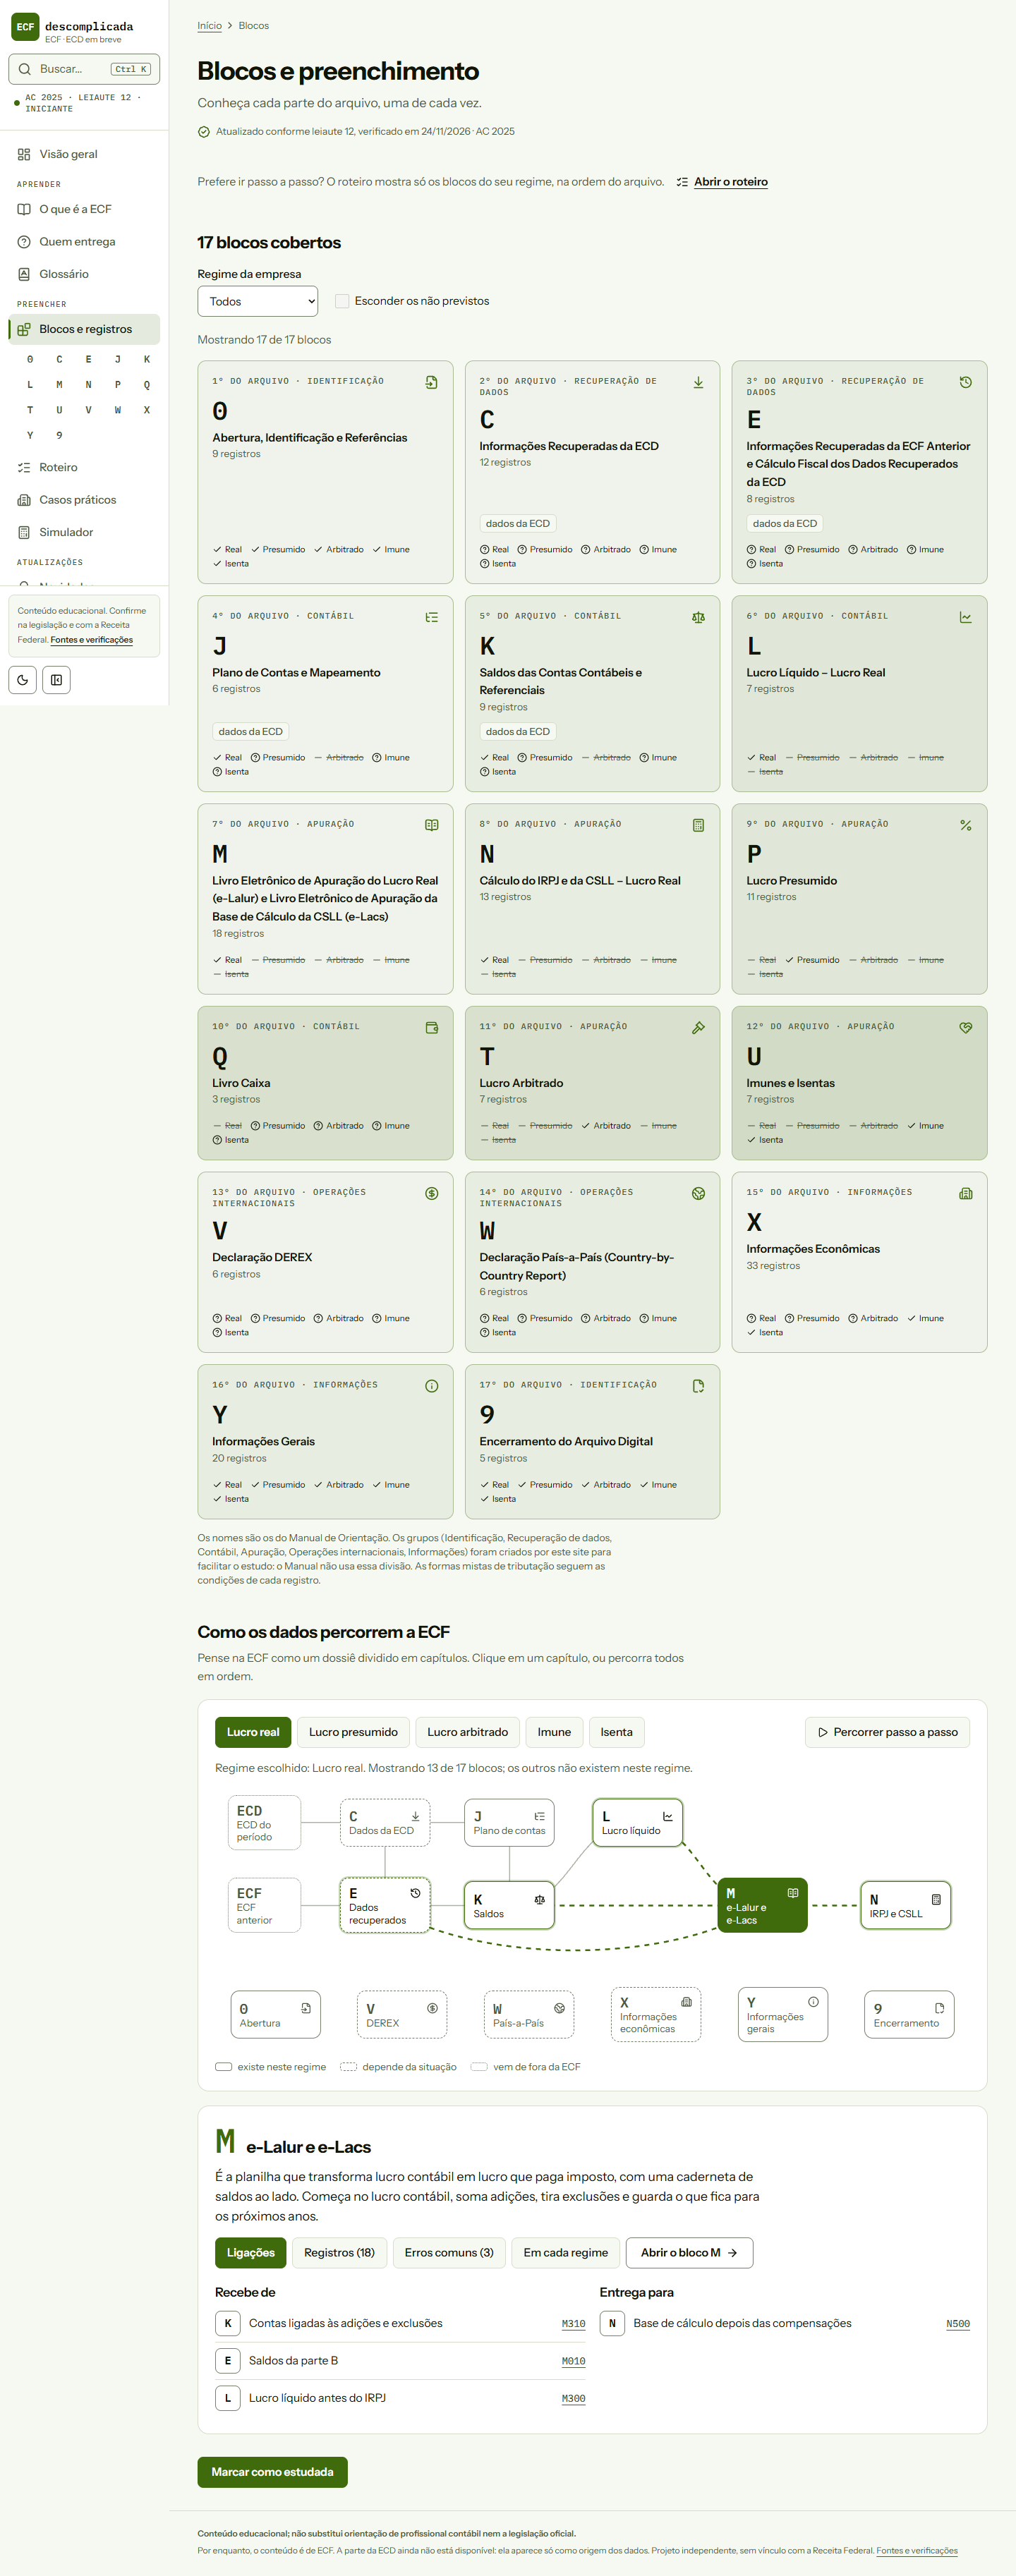 ECF descomplicada
ECF · ECD em breve
Buscar... Ctrl K
AC 2025 · LEIAUTE 12 ·
INICIANTE
Visão geral
APRENDER
O que é a ECF
Quem entrega
Glossário
PREENCHER
Blocos e registros
0 C E J K
L M N P Q
T U V W X
Y 9
Roteiro
Casos práticos
Simulador
ATUALIZAÇÕES
Conteúdo educacional. Confirme
na legislação e com a Receita
Federal. Fontes e verificações
Início > Blocos
Blocos e preenchimento
Conheça cada parte do arquivo, uma de cada vez.
Atualizado conforme leiaute 12, verificado em 24/11/2026 · AC 2025
Prefere ir passo a passo? O roteiro mostra só os blocos do seu regime, na ordem do arquivo. Abrir o roteiro
17 blocos cobertos
Regime da empresa
Todos Esconder os não previstos
Mostrando 17 de 17 blocos
1º DO ARQUIVO · IDENTIFICAÇÃO
0
Abertura, Identificação e Referências
9 registros
Real Presumido Arbitrado Imune
Isenta
2º DO ARQUIVO · RECUPERAÇÃO DE
DADOS
C
Informações Recuperadas da ECD
12 registros
dados da ECD
Real Presumido Arbitrado Imune
Isenta
3º DO ARQUIVO · RECUPERAÇÃO DE
DADOS
E
Informações Recuperadas da ECF Anterior
e Cálculo Fiscal dos Dados Recuperados
da ECD
8 registros
dados da ECD
Real Presumido Arbitrado Imune
Isenta
4º DO ARQUIVO · CONTÁBIL
J
Plano de Contas e Mapeamento
6 registros
dados da ECD
Real Presumido Arbitrado Imune
Isenta
5º DO ARQUIVO · CONTÁBIL
K
Saldos das Contas Contábeis e
Referenciais
9 registros
dados da ECD
Real Presumido Arbitrado Imune
Isenta
6º DO ARQUIVO · CONTÁBIL
L
Lucro Líquido – Lucro Real
7 registros
Real Presumido Arbitrado Imune
Isenta
7º DO ARQUIVO · APURAÇÃO
M
Livro Eletrônico de Apuração do Lucro Real
(e-Lalur) e Livro Eletrônico de Apuração da
Base de Cálculo da CSLL (e-Lacs)
18 registros
Real Presumido Arbitrado Imune
Isenta
8º DO ARQUIVO · APURAÇÃO
N
Cálculo do IRPJ e da CSLL – Lucro Real
13 registros
Real Presumido Arbitrado Imune
Isenta
9º DO ARQUIVO · APURAÇÃO
P
Lucro Presumido
11 registros
Real Presumido Arbitrado Imune
Isenta
10º DO ARQUIVO · CONTÁBIL
Q
Livro Caixa
3 registros
Real Presumido Arbitrado Imune
Isenta
11º DO ARQUIVO · APURAÇÃO
T
Lucro Arbitrado
7 registros
Real Presumido Arbitrado Imune
Isenta
12º DO ARQUIVO · APURAÇÃO
U
Imunes e Isentas
7 registros
Real Presumido Arbitrado Imune
Isenta
13º DO ARQUIVO · OPERAÇÕES
INTERNACIONAIS
V
Declaração DEREX
6 registros
Real Presumido Arbitrado Imune
Isenta
14º DO ARQUIVO · OPERAÇÕES
INTERNACIONAIS
W
Declaração País-a-País (Country-by-
Country Report)
6 registros
Real Presumido Arbitrado Imune
Isenta
15º DO ARQUIVO · INFORMAÇÕES
X
Informações Econômicas
33 registros
Real Presumido Arbitrado Imune
Isenta
16º DO ARQUIVO · INFORMAÇÕES
Y
Informações Gerais
20 registros
Real Presumido Arbitrado Imune
Isenta
17º DO ARQUIVO · IDENTIFICAÇÃO
9
Encerramento do Arquivo Digital
5 registros
Real Presumido Arbitrado Imune
Isenta
Os nomes são os do Manual de Orientação. Os grupos (Identificação, Recuperação de dados,
Contábil, Apuração, Operações internacionais, Informações) foram criados por este site para
facilitar o estudo: o Manual não usa essa divisão. As formas mistas de tributação seguem as
condições de cada registro.
Como os dados percorrem a ECF
Pense na ECF como um dossiê dividido em capítulos. Clique em um capítulo, ou percorra todos
em ordem.
Lucro real Lucro presumido Lucro arbitrado Imune Isenta Percorrer passo a passo
Regime escolhido: Lucro real. Mostrando 13 de 17 blocos; os outros não existem neste regime.
ECD
ECD do
período
C
Dados da ECD
J
Plano de contas
L
Lucro líquido
ECF
ECF
anterior
E
Dados
recuperados
K
Saldos
M
e-Lalur e
e-Lacs
N
IRPJ e CSLL
0
Abertura
V
DEREX
W
País-a-País
X
Informações
econômicas
Y
Informações
gerais
9
Encerramento
existe neste regime depende da situação vem de fora da ECF
M e-Lalur e e-Lacs
É a planilha que transforma lucro contábil em lucro que paga imposto, com uma caderneta de
saldos ao lado. Começa no lucro contábil, soma adições, tira exclusões e guarda o que fica para
os próximos anos.
Ligações Registros (18) Erros comuns (3) Em cada regime Abrir o bloco M
Recebe de
K Contas ligadas às adições e exclusões M310
E Saldos da parte B M010
L Lucro líquido antes do IRPJ M300
Entrega para
N Base de cálculo depois das compensações N500
Marcar como estudada
Conteúdo educacional; não substitui orientação de profissional contábil nem a legislação oficial.
Por enquanto, o conteúdo é de ECF. A parte da ECD ainda não está disponível: ela aparece só como origem dos dados. Projeto independente, sem vínculo com a Receita Federal. Fontes e verificações